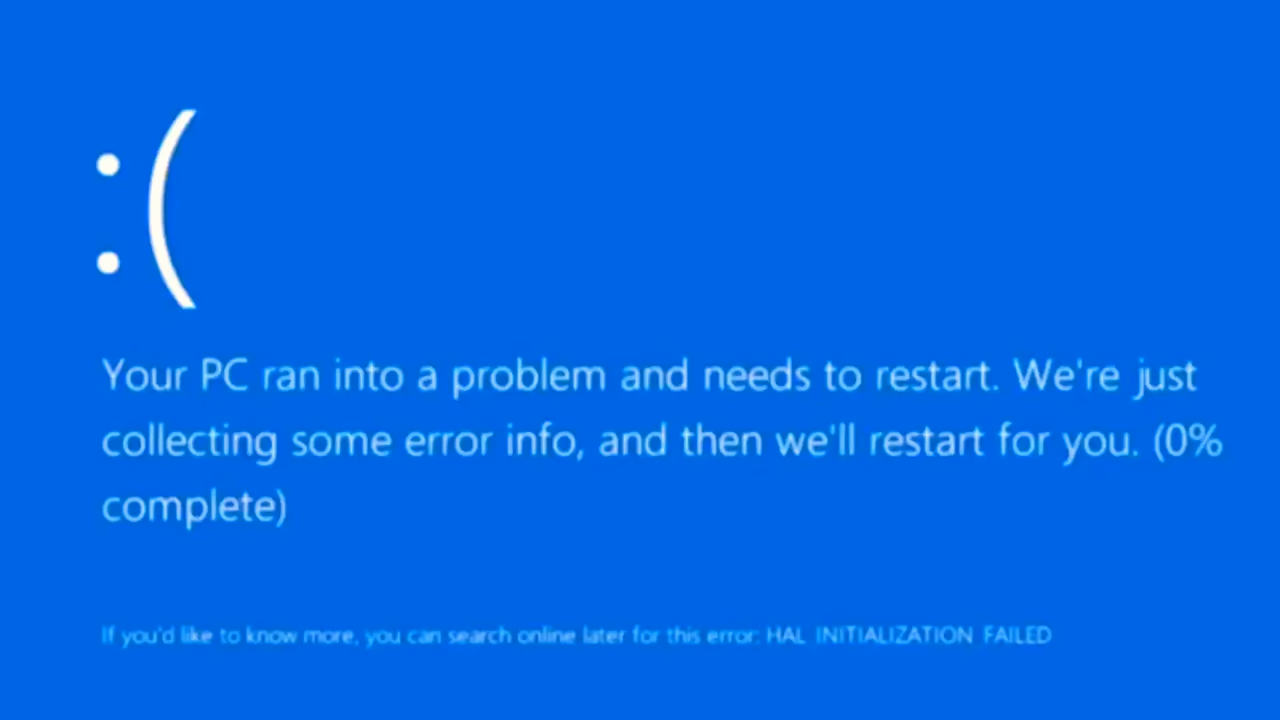 :(
Your PC ran into a problem and needs to restart. We're just
collecting some error info, and then we'll restart for you. (0%
complete)
If you'd like to know more, you can search online later for this error: HAL INITIALIZATION FAILED